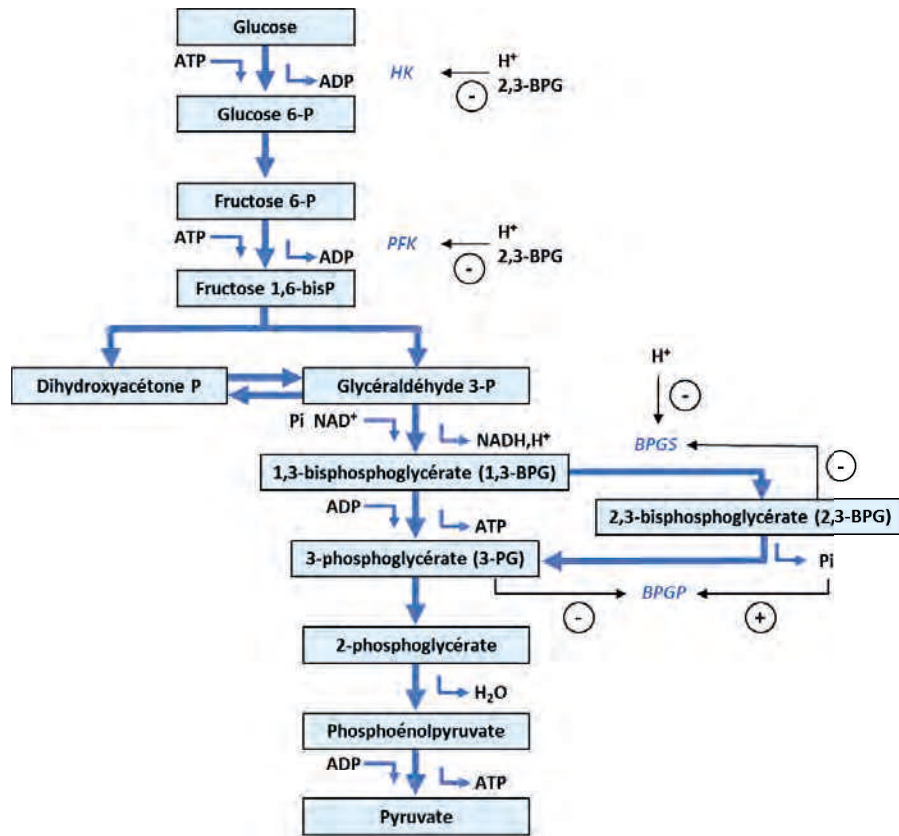 Glucose
ATP
ADP
HK
H⁺
2,3-BPG
-
Glucose 6-P
Fructose 6-P
ATP
ADP
PFK
H⁺
2,3-BPG
-
Fructose 1,6-bisP
Dihydroxyacétone P
Glycéraldéhyde 3-P
H⁺
-
Pi NAD⁺
NADH,H⁺
BPGS
-
1,3-bisphosphoglycérate (1,3-BPG)
ADP
ATP
2,3-bisphosphoglycérate (2,3-BPG)
3-phosphoglycérate (3-PG)
Pi
BPGP
-
+
2-phosphoglycérate
H₂O
Phosphoénolpyruvate
ADP
ATP
Pyruvate